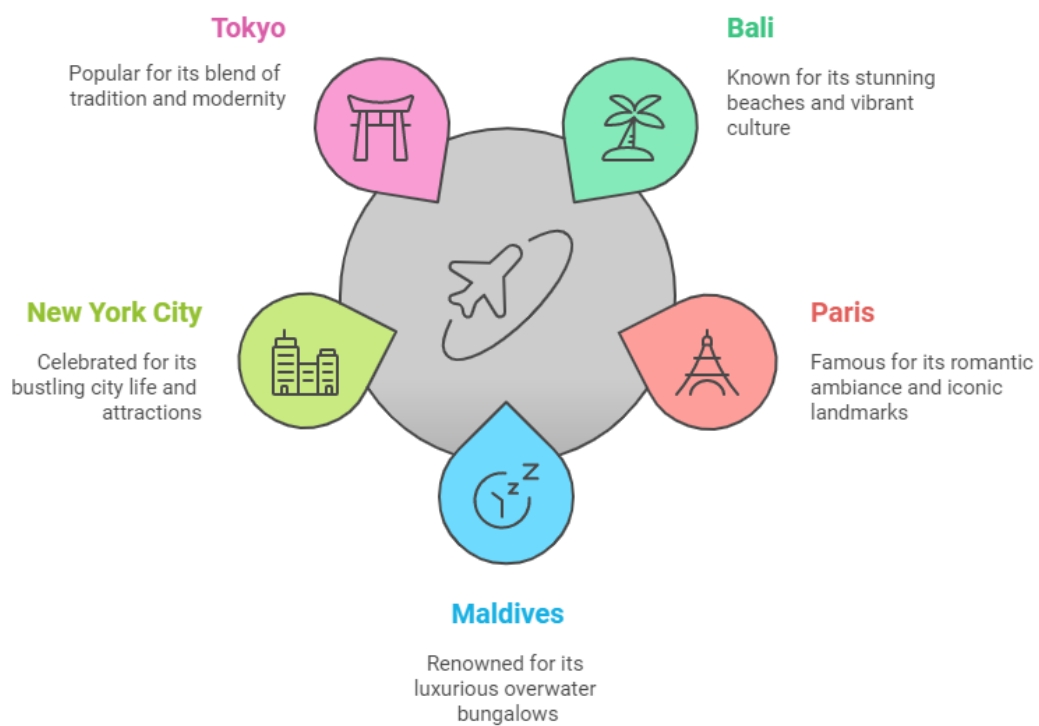 Tokyo
Popular for its blend of
tradition and modernity
Bali
Known for its stunning
beaches and vibrant
culture
New York City
Celebrated for its
bustling city life and
attractions
Paris
Famous for its romantic
ambiance and iconic
landmarks
z
Z
Maldives
Renowned for its
luxurious overwater
bungalows